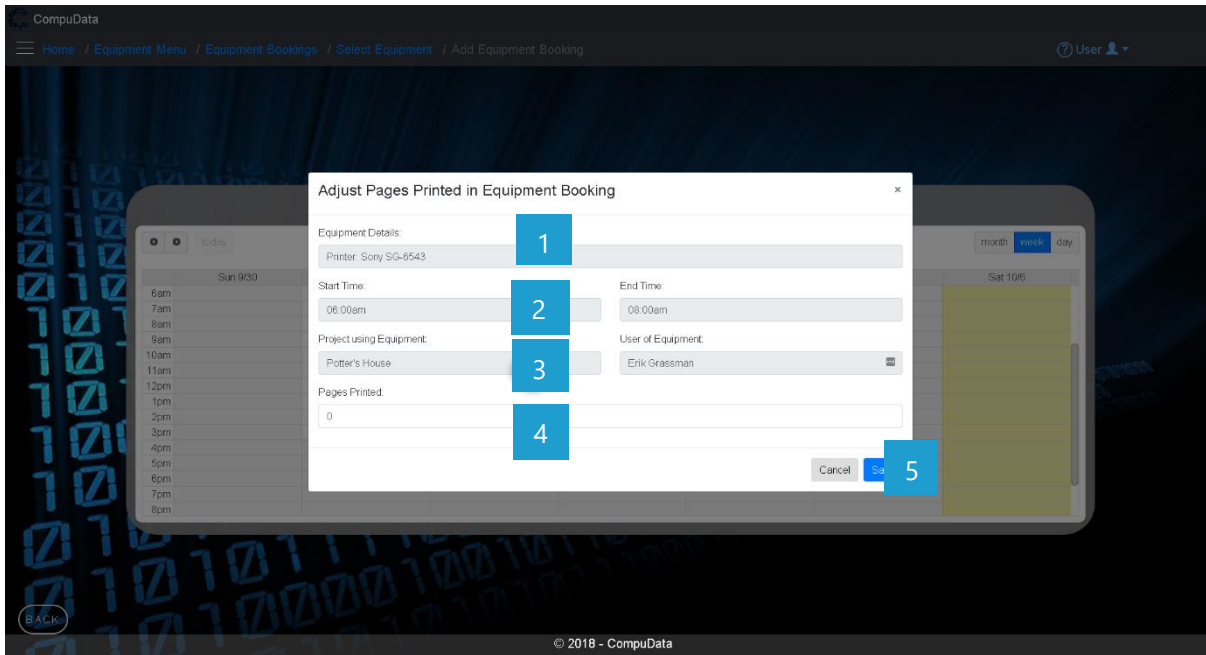 CompuData
Home / Equipment Menu / Equipment Bookings / Select Equipment / Add Equipment Booking
User
Adjust Pages Printed in Equipment Booking ×
Equipment Details:
1
Printer: Sony SG-6543
today
month week day
Sun 9/30
Sat 10/6
Start Time:
End Time:
2
06:00am
08:00am
Project using Equipment:
User of Equipment:
3
Potter's House
Erik Grassman
Pages Printed:
0
4
Cancel
5
6am
7am
8am
9am
10am
11am
12pm
1pm
2pm
3pm
4pm
5pm
6pm
7pm
8pm
BACK
© 2018 - CompuData